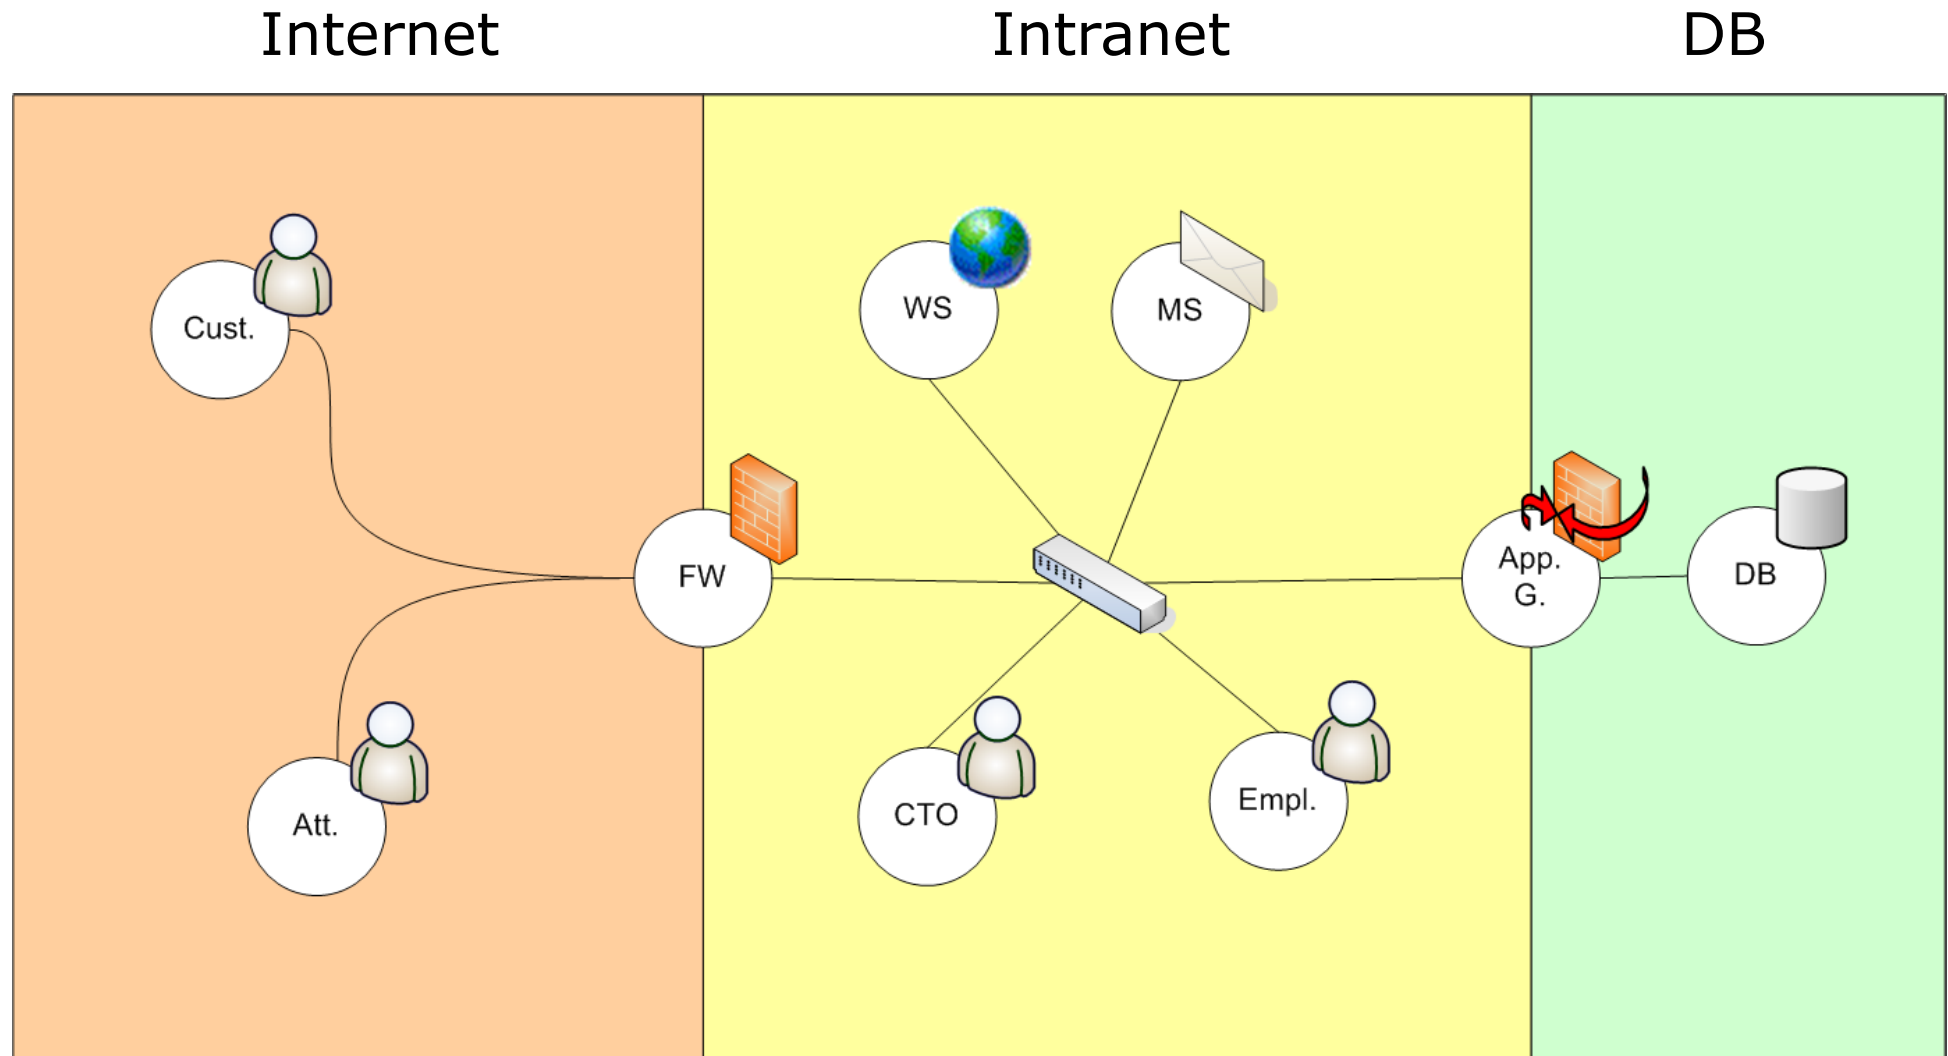 Internet
Intranet
DB
Cust.
WS
MS
FW
App.
G.
DB
Att.
CTO
Empl.